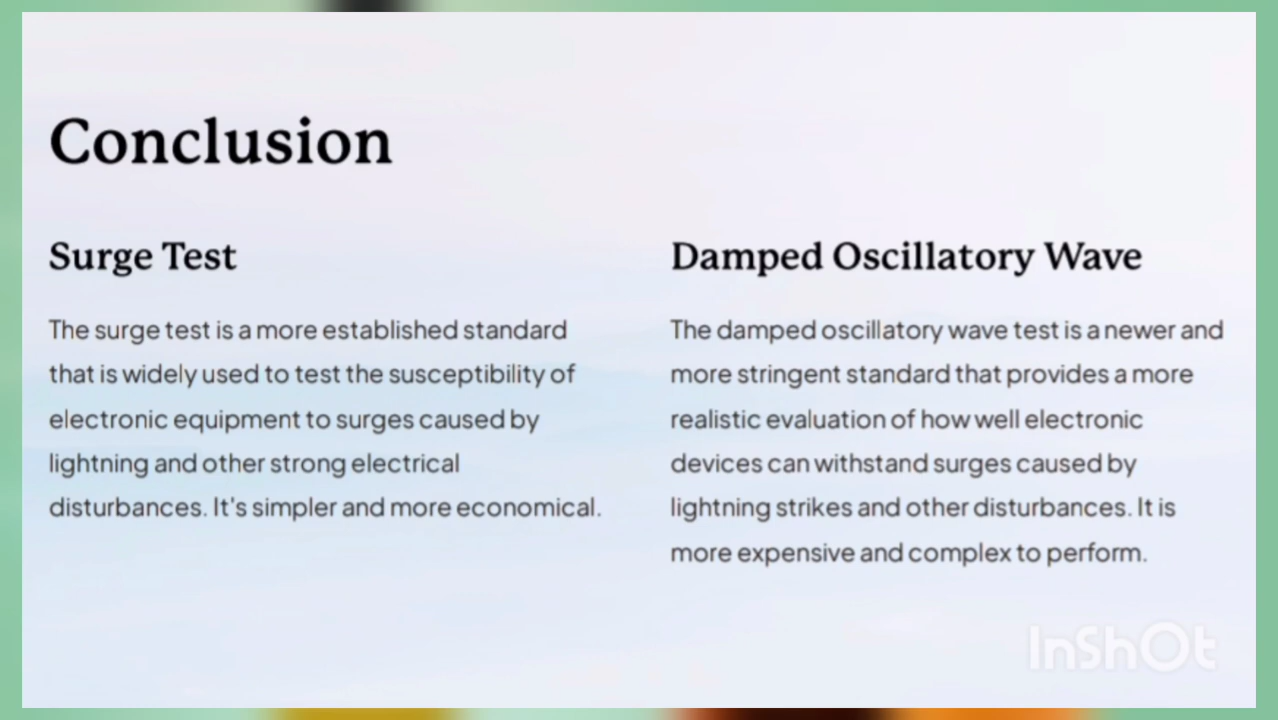 Conclusion
Surge Test
The surge test is a more established standard
that is widely used to test the susceptibility of
electronic equipment to surges caused by
lightning and other strong electrical
disturbances. It's simpler and more economical.
Damped Oscillatory Wave
The damped oscillatory wave test is a newer and
more stringent standard that provides a more
realistic evaluation of how well electronic
devices can withstand surges caused by
lightning strikes and other disturbances. It is
more expensive and complex to perform.
InShOt